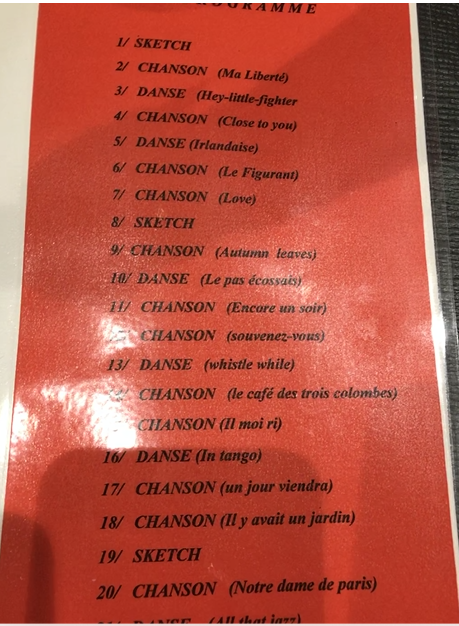 PROGRAMME
1/ SKETCH
2/ CHANSON (Ma Liberté)
3/ DANSE (Hey-little-fighter
4/ CHANSON (Close to you)
5/ DANSE (Irlandaise)
6/ CHANSON (Le Figurant)
7/ CHANSON (Love)
8/ SKETCH
9/ CHANSON (Autumn leaves)
10/ DANSE (Le pas écossais)
11/ CHANSON (Encore un soir)
CHANSON (souvenez-vous)
13/ DANSE (whistle while)
CHANSON (le café des trois colombes)
CHANSON (Il moi ri)
16/ DANSE (In tango)
17/ CHANSON (un jour viendra)
18/ CHANSON (Il y avait un jardin)
19/ SKETCH
20/ CHANSON (Notre dame de paris)
DANSE (All that jazz)